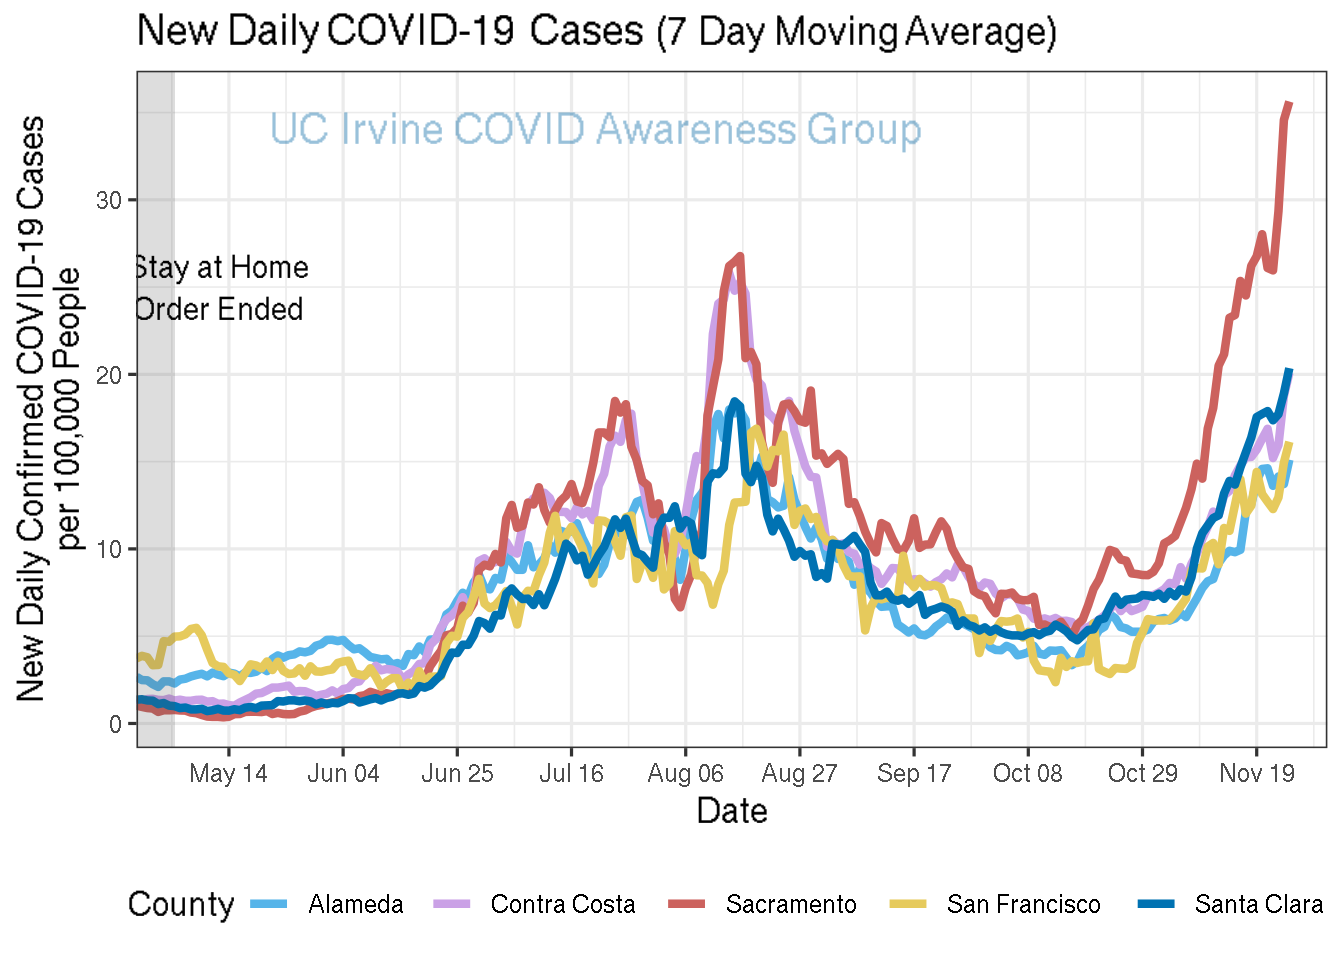 New Daily COVID-19 Cases (7 Day Moving Average)
UC Irvine COVID Awareness Group
New Daily Confirmed COVID-19 Cases
per 100,000 People
30
20
10
0
Stay at Home
Order Ended
May 14 Jun 04 Jun 25 Jul 16 Aug 06 Aug 27 Sep 17 Oct 08 Oct 29 Nov 19
Date
County Alameda Contra Costa Sacramento San Francisco Santa Clara